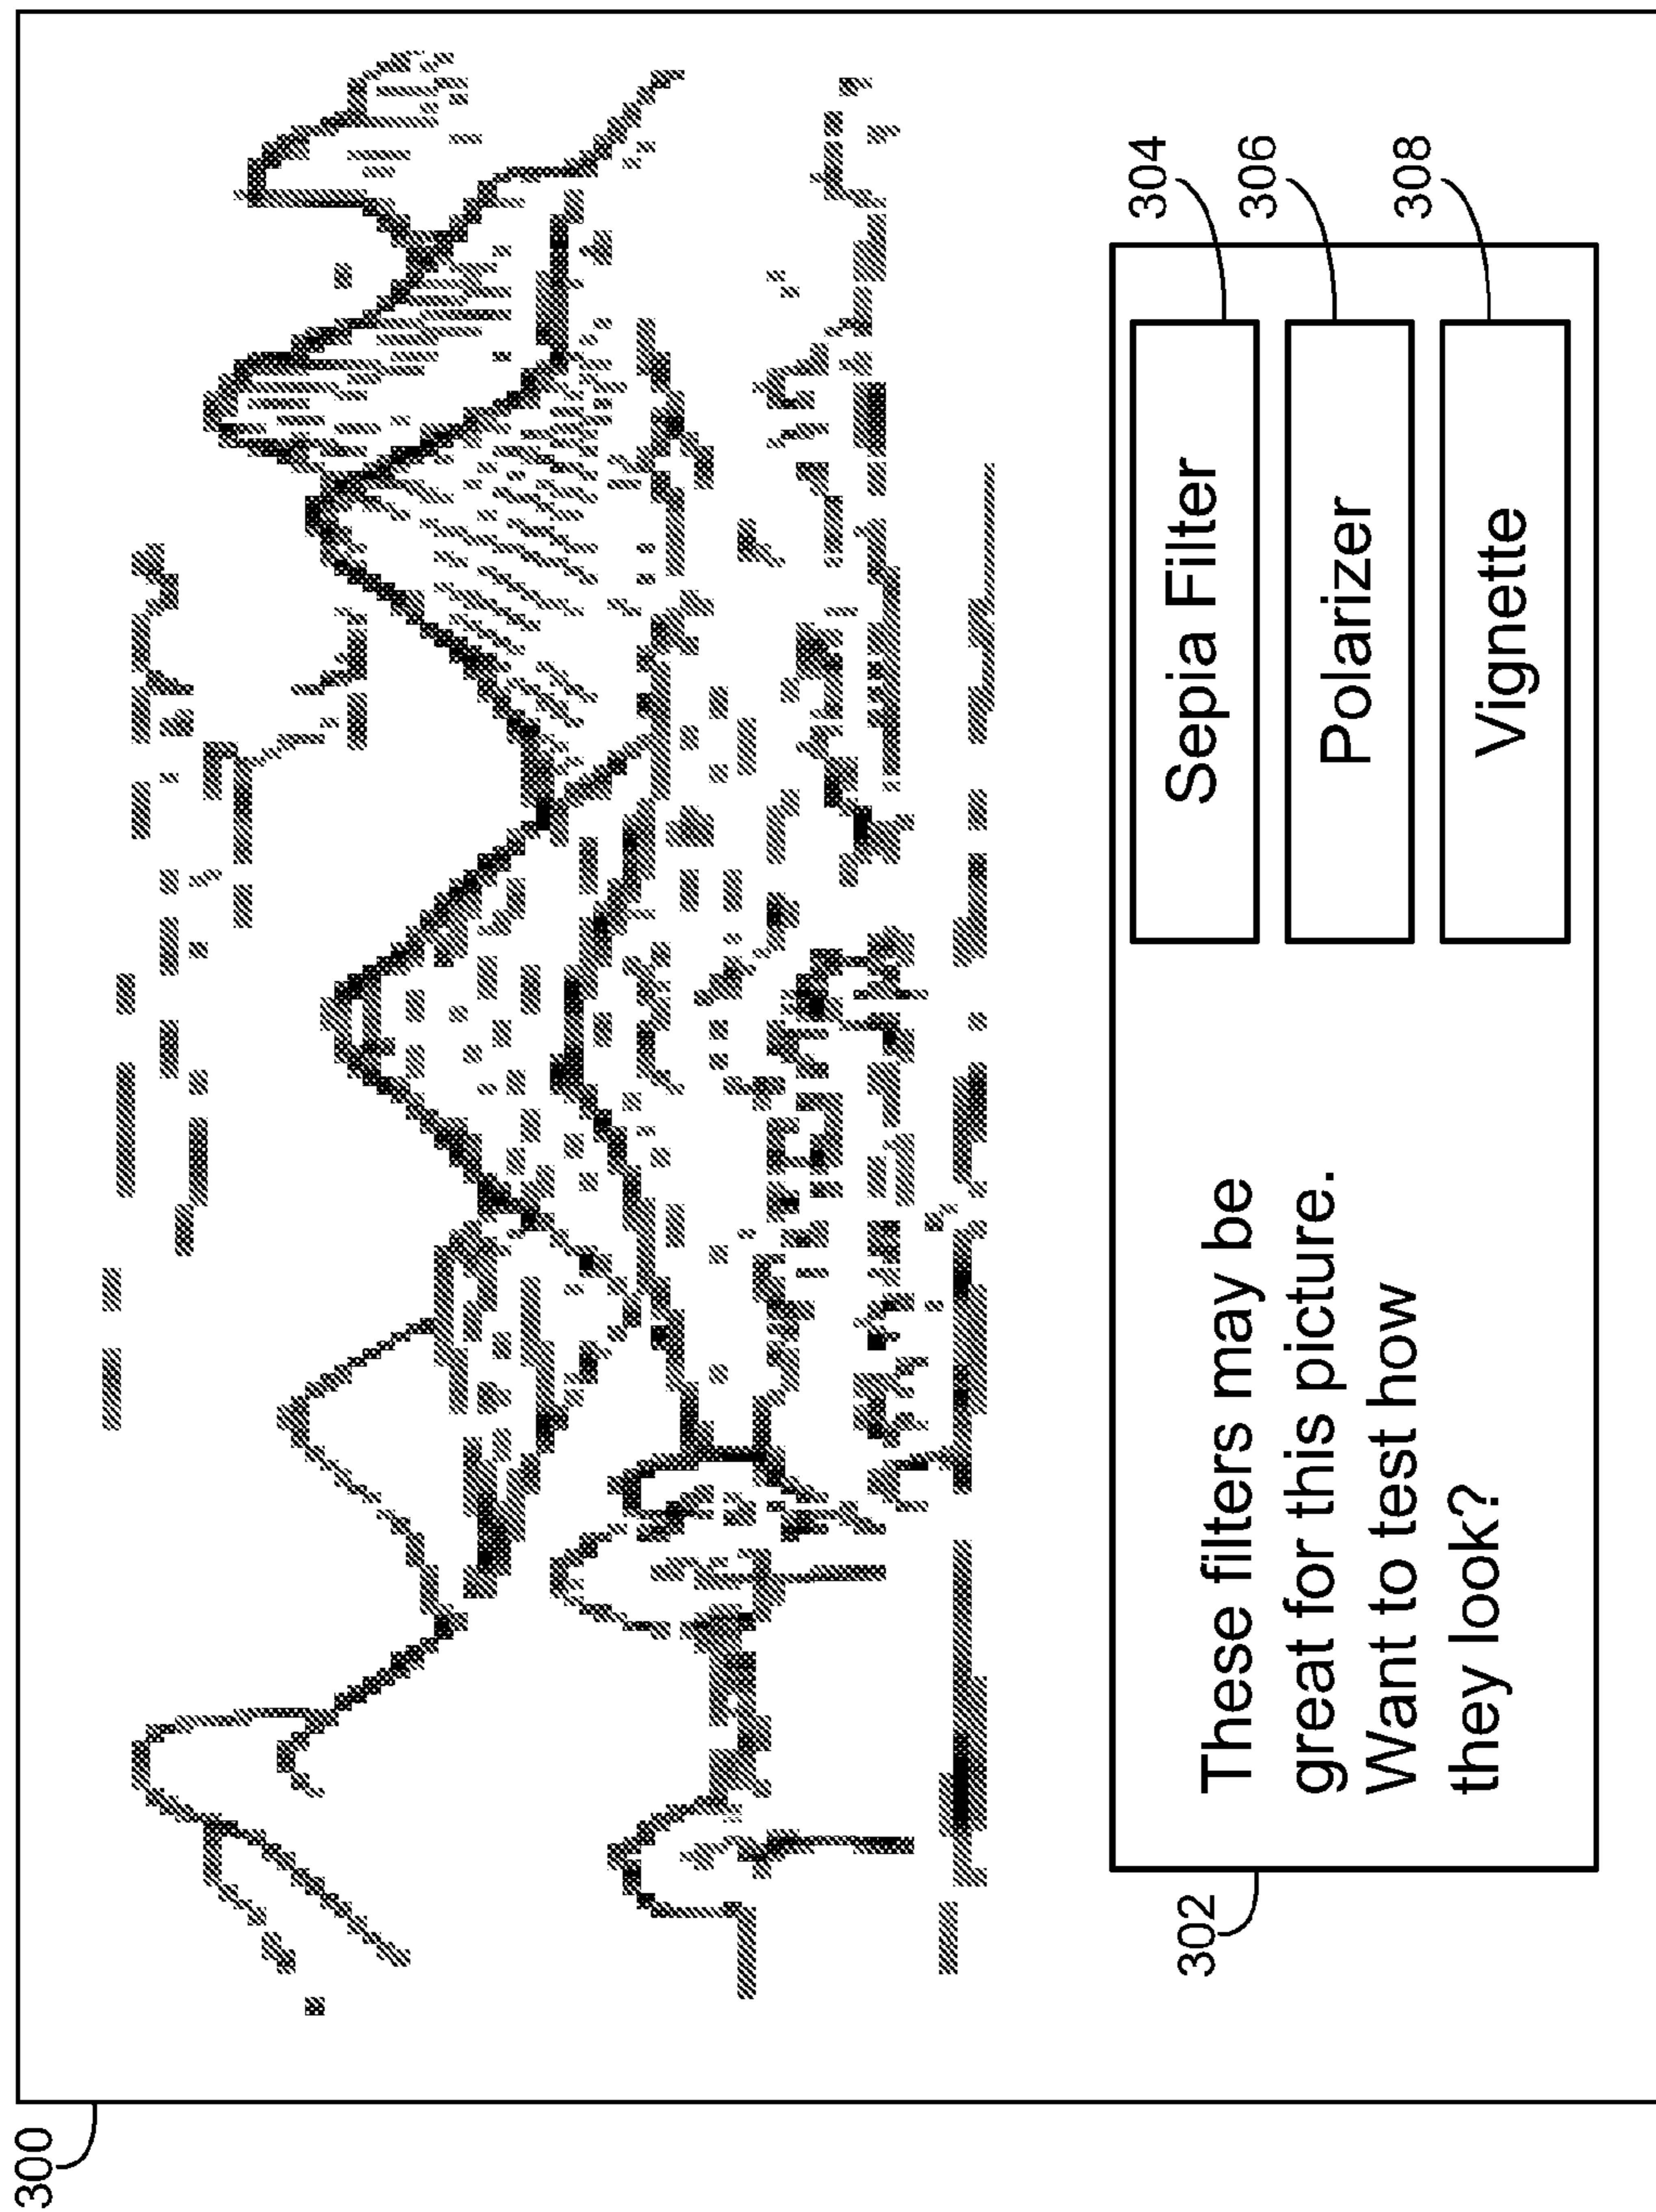 300
302
These filters may be
great for this picture.
Want to test how
they look?
Sepia Filter
304
Polarizer
306
Vignette
308